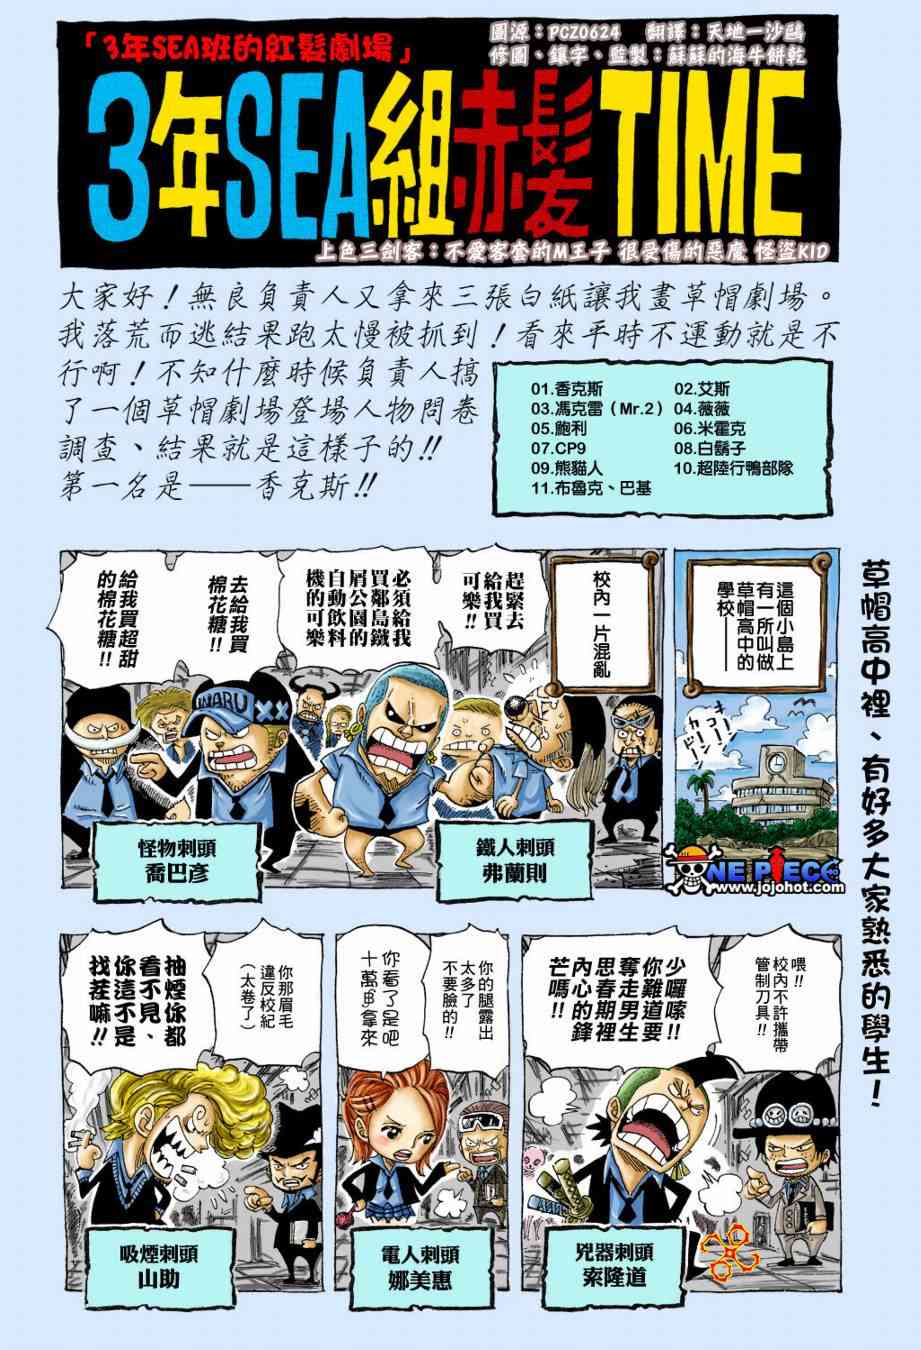 「3年SEA班的紅髮劇場」
圖源：PCZ0624 翻譯：天地一沙鷗
修圖、鑲字、監製：蘇蘇的海牛餅乾
3年SEA組赤髪TIME
上色三劍客：不愛客套的M王子 很受傷的惡魔 怪盜KID
大家好！無良負責人又拿來三張白紙讓我畫草帽劇場。
我落荒而逃結果跑太慢被抓到！看來平時不運動就是不
行啊！不知什麼時候負責人搞
了一個草帽劇場登場人物問卷
調查、結果就是這樣子的!!
第一名是──香克斯!!
01.香克斯 02.艾斯
03.馮克雷（Mr.2） 04.薇薇
05.鮑利 06.米霍克
07.CP9 08.白鬍子
09.熊貓人 10.超陸行鴨部隊
11.布魯克、巴基
草帽高中裡、有好多大家熟悉的學生！
這個小島上
有一所叫做
草帽高中的
學校──
カーン
コーン
ONE PIECE
www.jojohot.com
校內一片混亂
趕緊去
給我買
可樂!!
必須給我
買鄰島鐵
屑公園的
自動飲料
機的可樂
去給我買
棉花糖!!
給我買超甜
的棉花糖!!
WARU
鐵人刺頭
弗蘭則
怪物刺頭
喬巴彥
喂!!
校內不許攜帶
管制刀具!!
少囉嗦!!
你難道要
奪走男生
思春期裡
內心的鋒
芒嗎!!
兇器刺頭
索隆道
你的腿露出
太多了
不要臉的!!
你看了是吧
十萬B拿來
電人刺頭
娜美惠
你那眉毛
違反校紀
（太卷了）
抽煙你都
看不見、
你這不是
找茬嘛!!
吸煙刺頭
山助